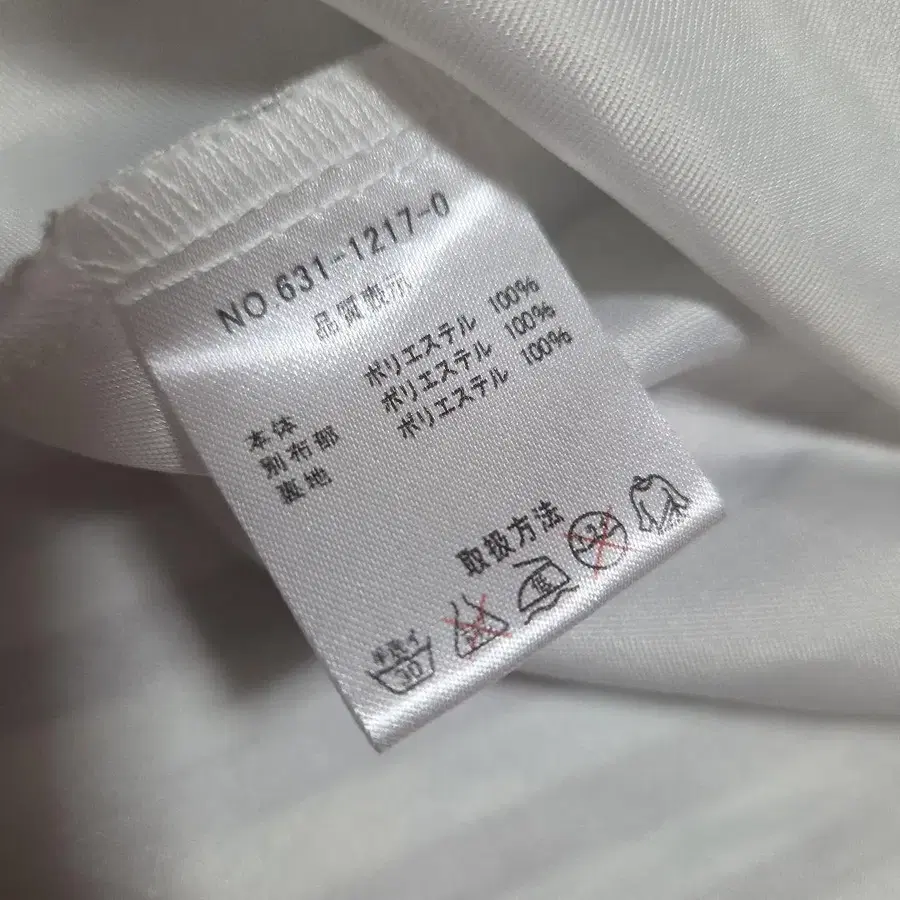 NO 631-1217-0
品質表示
本体 ポリエステル 100%
別布部 ポリエステル 100%
裏地 ポリエステル 100%
取扱方法
手洗イ
30